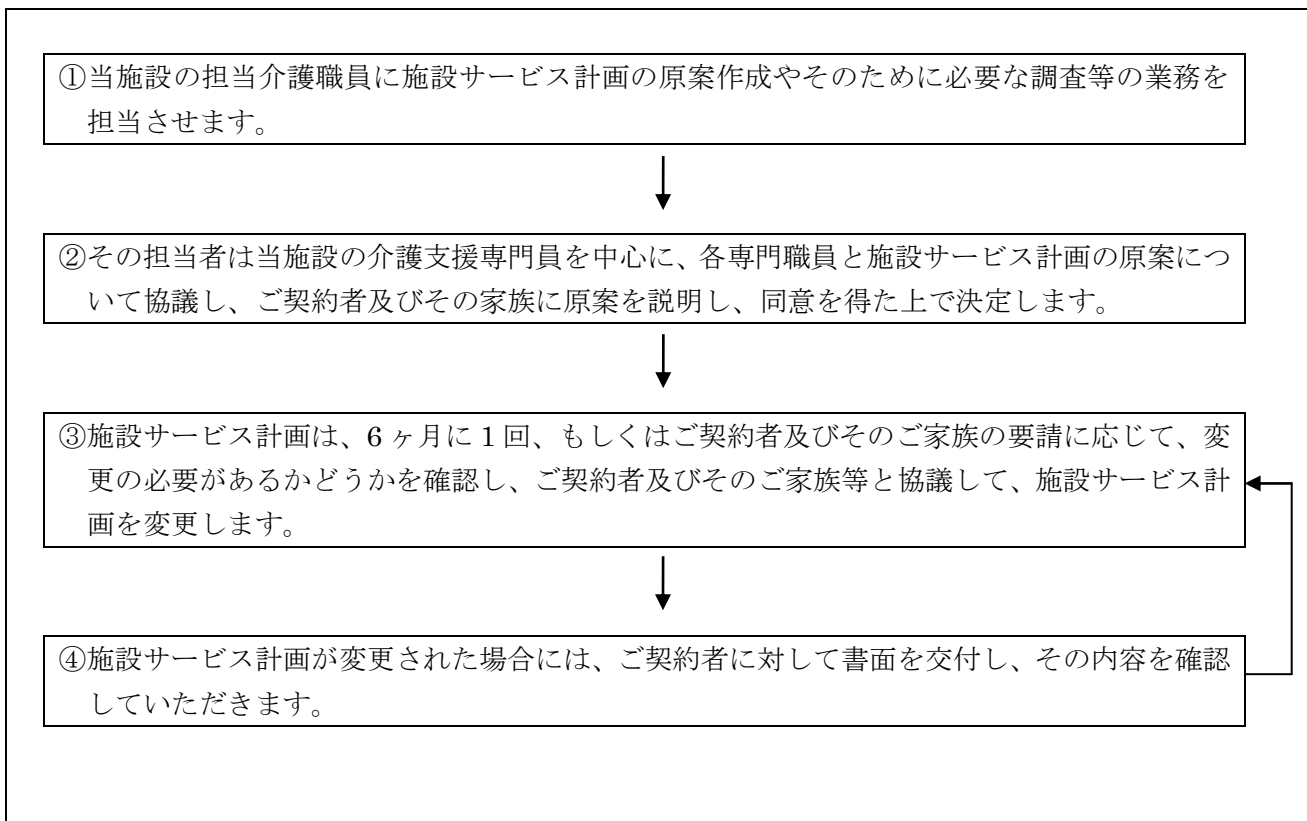 ①当施設の担当介護職員に施設サービス計画の原案作成やそのために必要な調査等の業務を
担当させます。
②その担当者は当施設の介護支援専門員を中心に、各専門職員と施設サービス計画の原案につ
いて協議し、ご契約者及びその家族に原案を説明し、同意を得た上で決定します。
③施設サービス計画は、6ヶ月に1回、もしくはご契約者及びそのご家族の要請に応じて、変
更の必要があるかどうかを確認し、ご契約者及びそのご家族等と協議して、施設サービス計
画を変更します。
④施設サービス計画が変更された場合には、ご契約者に対して書面を交付し、その内容を確認
していただきます。